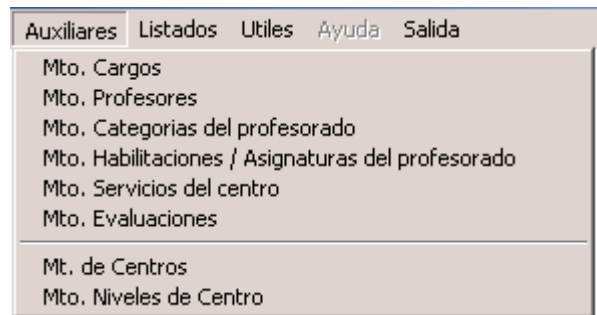 Auxiliares Listados Utiles Ayuda Salida
Mto. Cargos
Mto. Profesores
Mto. Categorias del profesorado
Mto. Habilitaciones / Asignaturas del profesorado
Mto. Servicios del centro
Mto. Evaluaciones
Mt. de Centros
Mto. Niveles de Centro